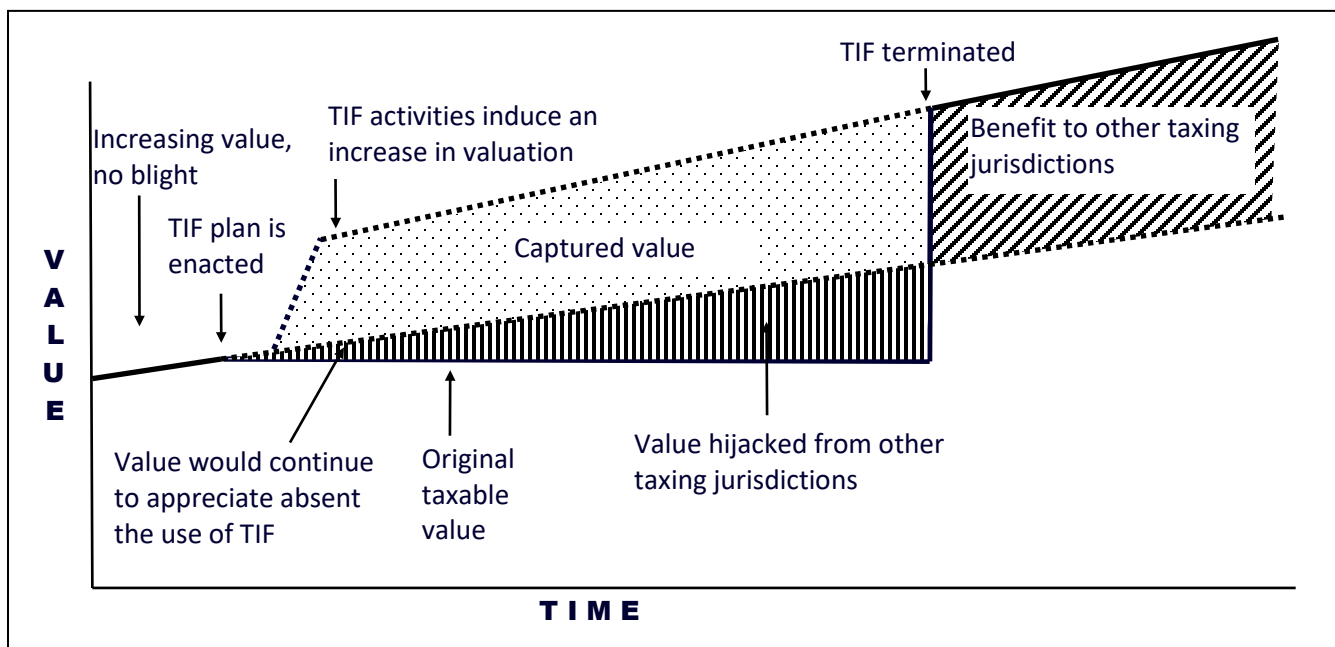 TIF terminated
TIF activities induce an
increase in valuation
Increasing value,
no blight
Benefit to other taxing
jurisdictions
TIF plan is
enacted
Captured value
VALUE
Value would continue
to appreciate absent
the use of TIF
Original
taxable
value
Value hijacked from other
taxing jurisdictions
TIME